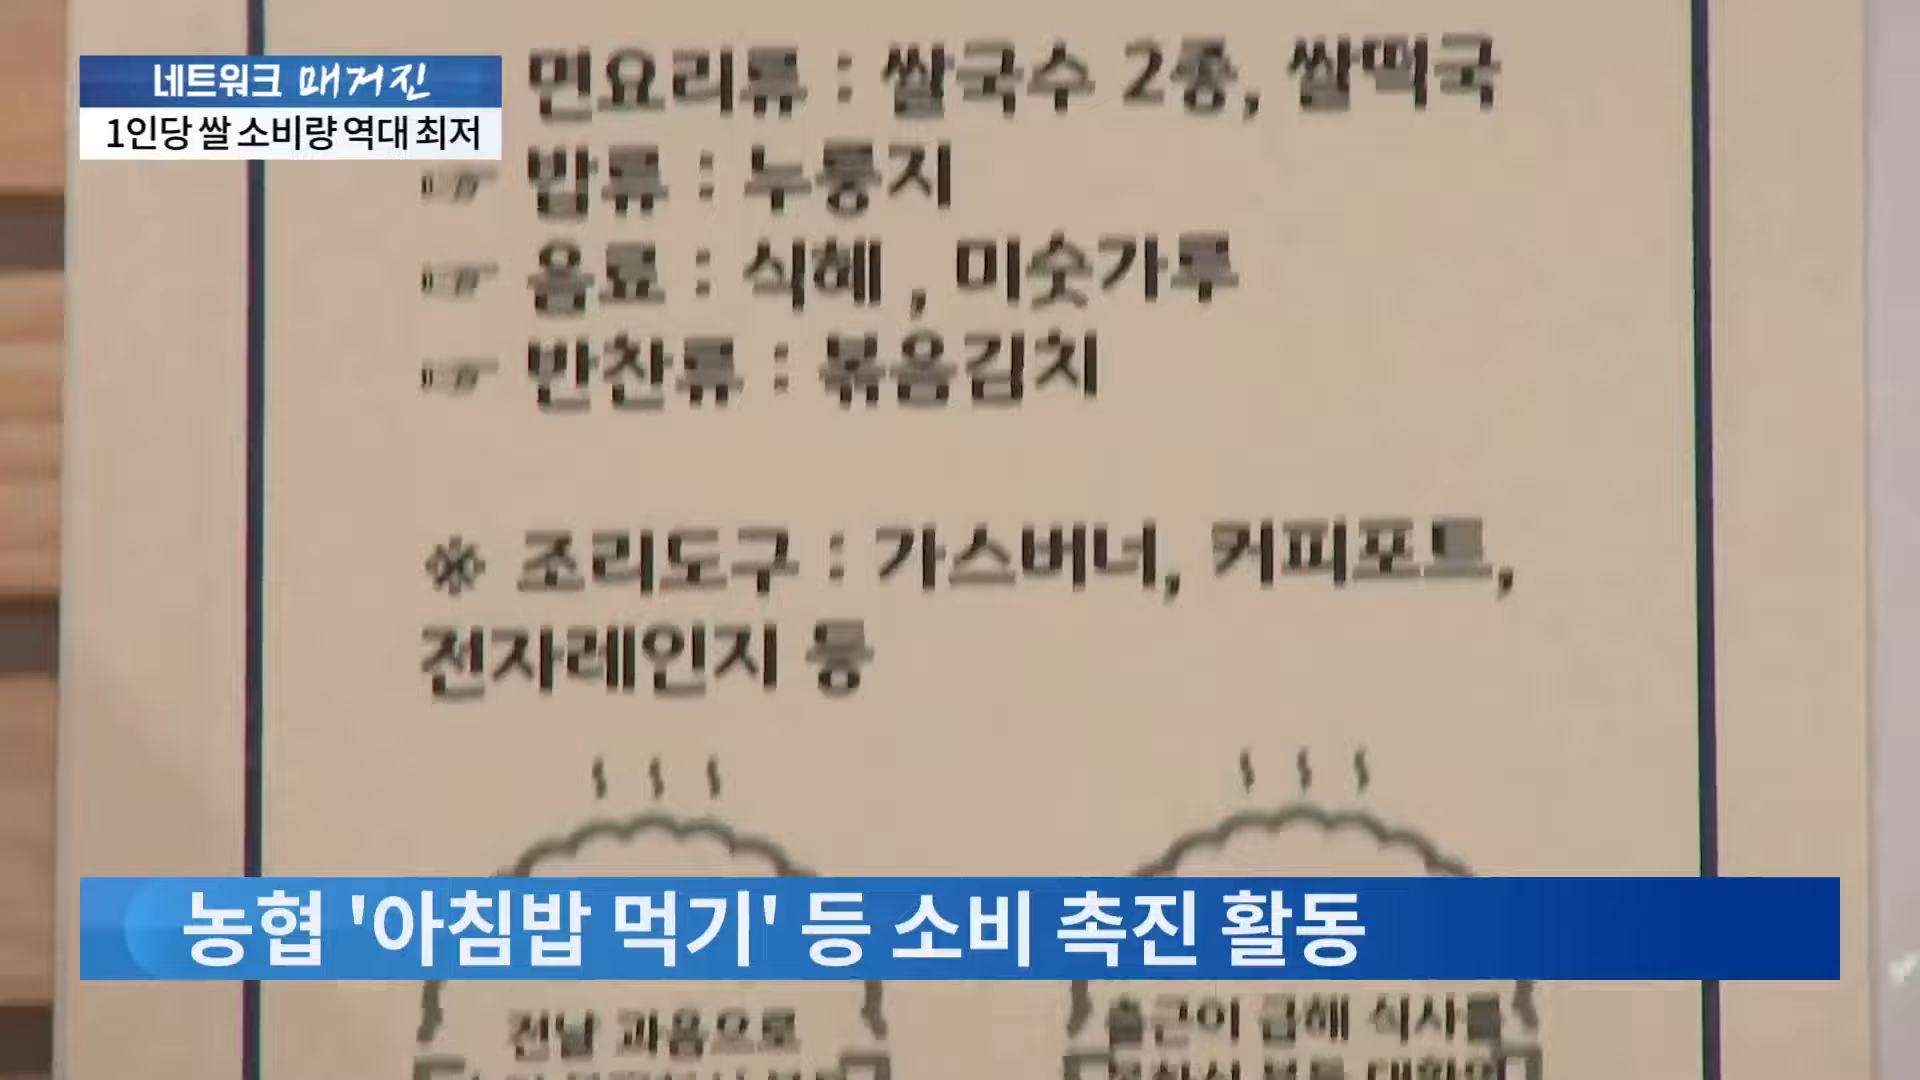 네트워크 매거진
1인당 쌀 소비량 역대 최저
면요리류 : 쌀국수 2종, 쌀떡국
☞ 밥류 : 누룽지
☞ 음료 : 식혜 , 미숫가루
☞ 반찬류 : 볶음김치
※ 조리도구 : 가스버너, 커피포트,
전자레인지 등
농협 '아침밥 먹기' 등 소비 촉진 활동
전날 과음으로
출근이 급해 식사를